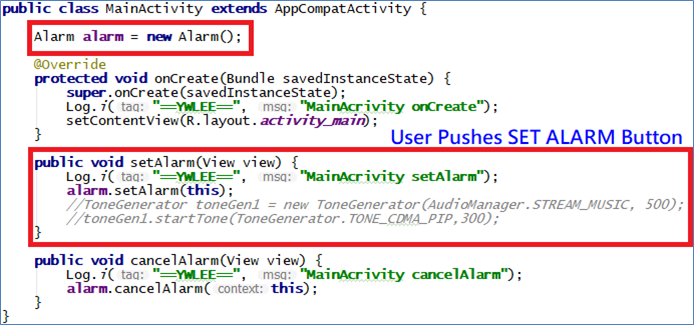 public class MainActivity extends AppCompatActivity {
Alarm alarm = new Alarm();
@Override
protected void onCreate(Bundle savedInstanceState) {
super.onCreate(savedInstanceState);
Log.i( tag: "==YWLEE==", msg: "MainAcrivity onCreate");
setContentView(R.layout.activity_main);
}
User Pushes SET ALARM Button
public void setAlarm(View view) {
Log.i( tag: "==YWLEE==", msg: "MainAcrivity setAlarm");
alarm.setAlarm(this);
//ToneGenerator toneGen1 = new ToneGenerator(AudioManager.STREAM_MUSIC, 500);
//toneGen1.startTone(ToneGenerator.TONE_CDMA_PIP,300);
}
public void cancelAlarm(View view) {
Log.i( tag: "==YWLEE==", msg: "MainAcrivity cancelAlarm");
alarm.cancelAlarm( context: this);
}
}